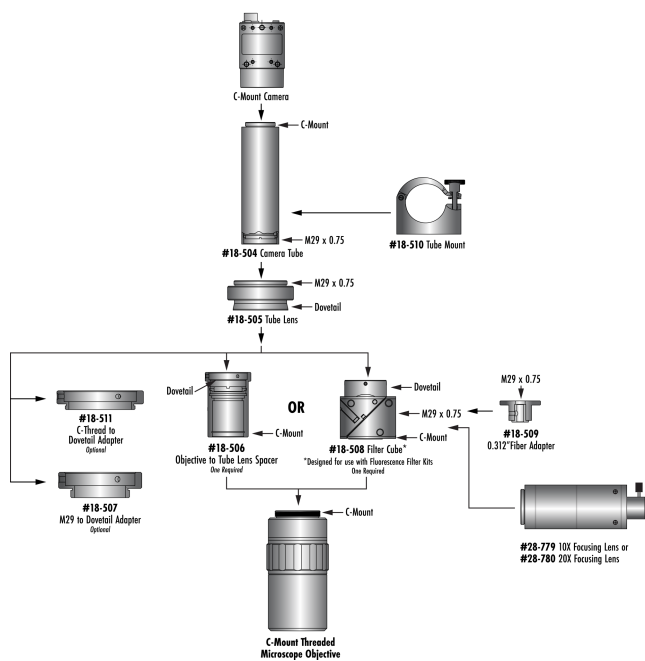 C-Mount Camera
C-Mount
M29 x 0.75
#18-504 Camera Tube
#18-510 Tube Mount
M29 x 0.75
Dovetail
#18-505 Tube Lens
#18-511
C-Thread to
Dovetail Adapter
Optional
#18-507
M29 to Dovetail Adapter
Optional
Dovetail
C-Mount
#18-506
Objective to Tube Lens Spacer
One Required
OR
Dovetail
M29 x 0.75
C-Mount
#18-508 Filter Cube*
*Designed for use with Fluorescence Filter Kits
One Required
M29 x 0.75
#18-509
0.312"Fiber Adapter
#28-779 10X Focusing Lens or
#28-780 20X Focusing Lens
C-Mount
C-Mount Threaded
Microscope Objective